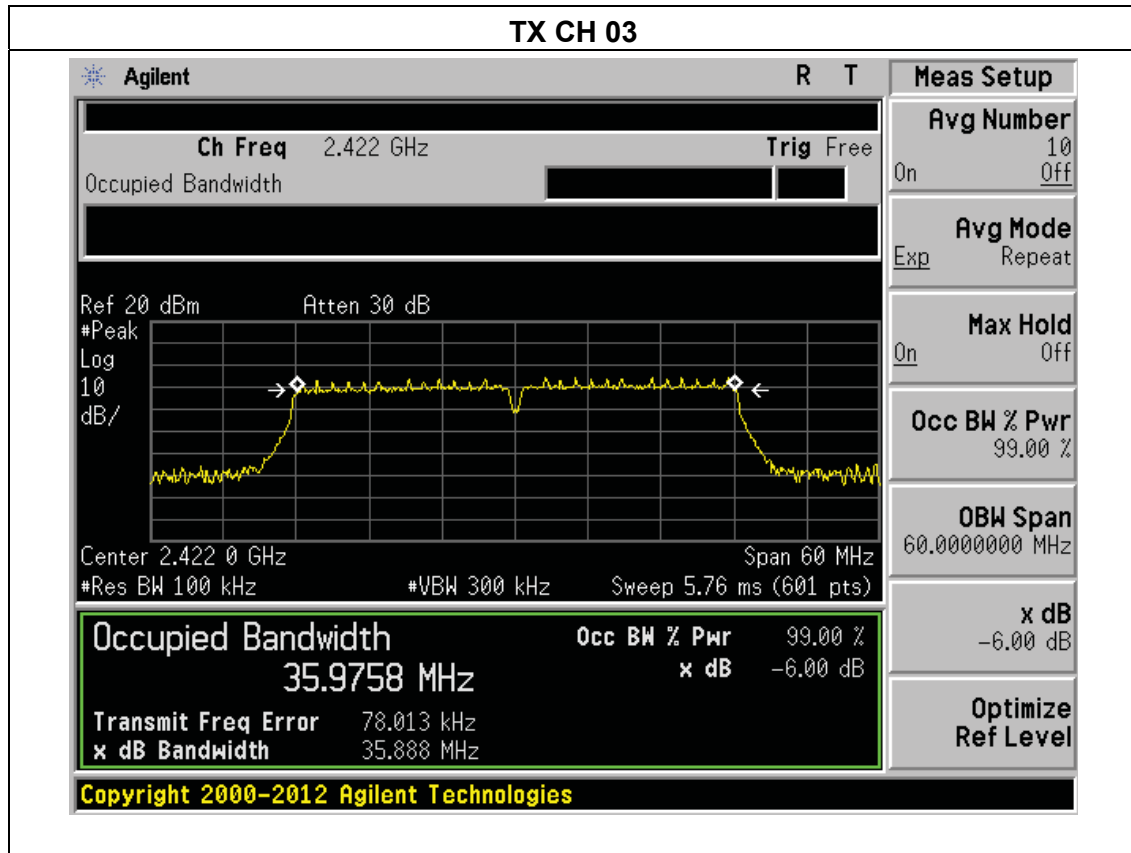 TX CH 03
Agilent R T
Ch Freq 2.422 GHz Trig Free
Occupied Bandwidth
Ref 20 dBm Atten 30 dB
#Peak
Log
10
dB/
Center 2.422 0 GHz Span 60 MHz
#Res BW 100 kHz #VBW 300 kHz Sweep 5.76 ms (601 pts)
Occupied Bandwidth Occ BW % Pwr 99.00 %
35.9758 MHz x dB -6.00 dB
Transmit Freq Error 78.013 kHz
x dB Bandwidth 35.888 MHz
Copyright 2000-2012 Agilent Technologies
Meas Setup
Avg Number
10
On Off
Avg Mode
Exp Repeat
Max Hold
On Off
Occ BW % Pwr
99.00 %
OBW Span
60.0000000 MHz
x dB
-6.00 dB
Optimize
Ref Level